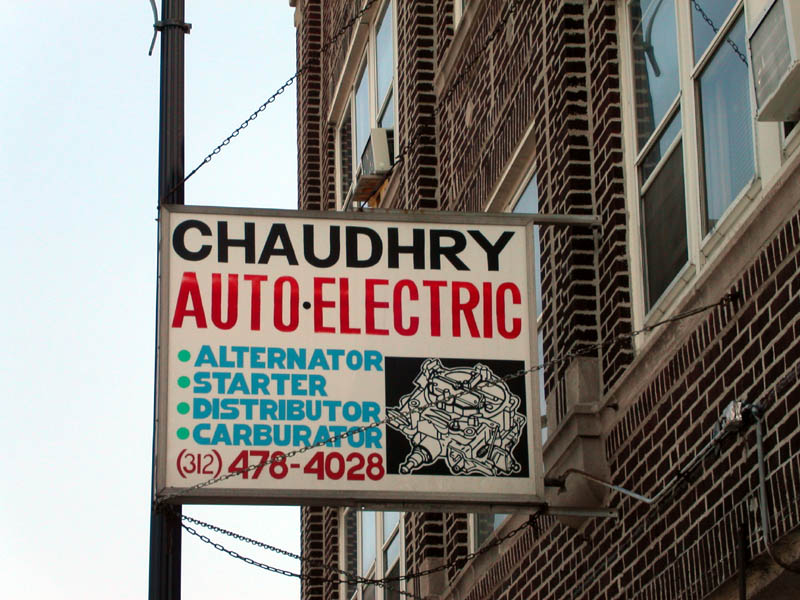 CHAUDHRY
AUTO·ELECTRIC
•ALTERNATOR
•STARTER
•DISTRIBUTOR
•CARBURATOR
(312) 478-4028